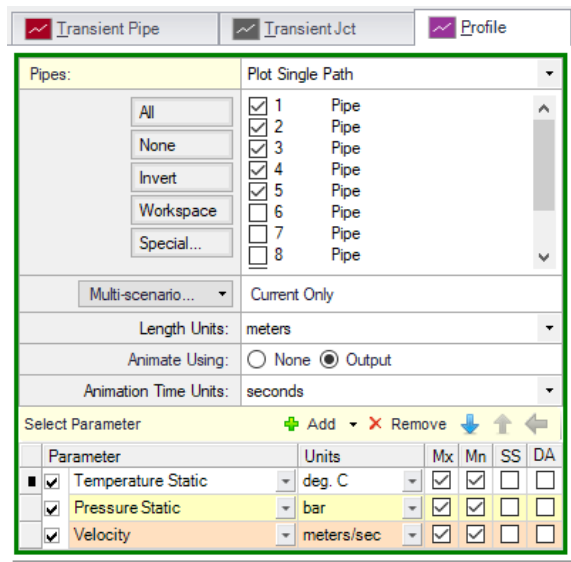 Transient Pipe Transient Jct Profile
Pipes: Plot Single Path
All
None
Invert
Workspace
Special...
1 Pipe
2 Pipe
3 Pipe
4 Pipe
5 Pipe
6 Pipe
7 Pipe
8 Pipe
Multi-scenario... Current Only
Length Units: meters
Animate Using: None Output
Animation Time Units: seconds
Select Parameter Add Remove
Parameter Units Mx Mn SS DA
Temperature Static deg. C
Pressure Static bar
Velocity meters/sec